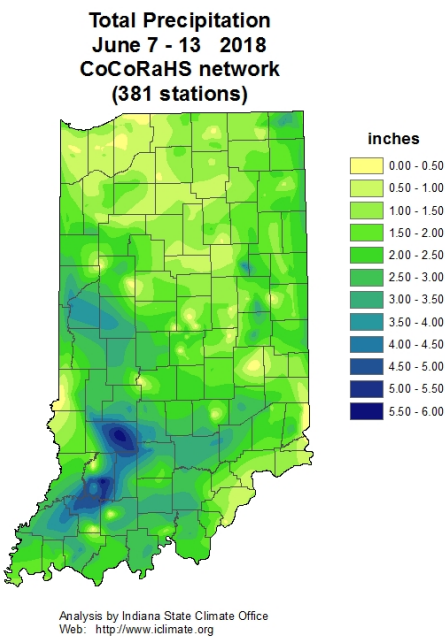 Total Precipitation
June 7 - 13 2018
CoCoRaHS network
(381 stations)
inches
0.00 - 0.50
0.50 - 1.00
1.00 - 1.50
1.50 - 2.00
2.00 - 2.50
2.50 - 3.00
3.00 - 3.50
3.50 - 4.00
4.00 - 4.50
4.50 - 5.00
5.00 - 5.50
5.50 - 6.00
Analysis by Indiana State Climate Office
Web: http://www.iclimate.org